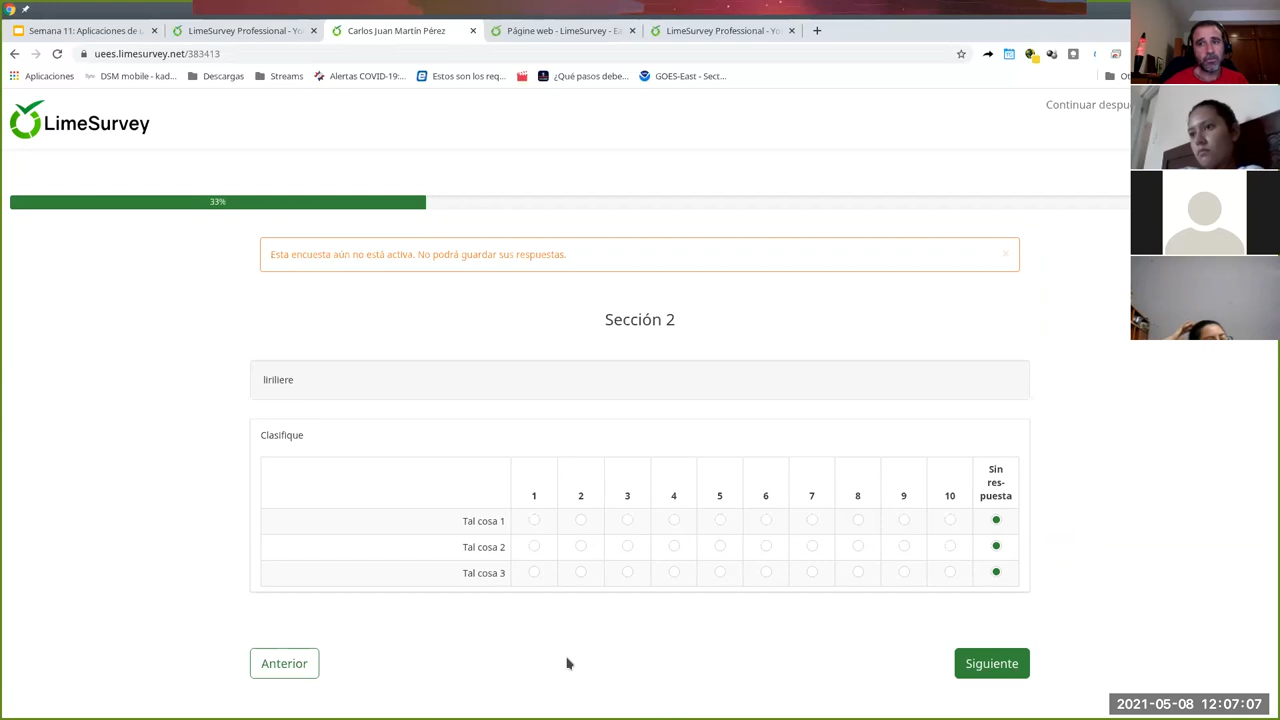 Semana 11: Aplicaciones de
LimeSurvey Professional - Yo
Carlos Juan Martín Pérez
Página web - LimeSurvey - Ea
LimeSurvey Professional - Yo
uees.limesurvey.net/383413
Aplicaciones
DSM mobile - kad...
Descargas
Streams
Alertas COVID-19:...
Estos son los req...
¿Qué pasos debe...
GOES-East - Sect...
Ot
LimeSurvey
Continuar despu
33%
Esta encuesta aún no está activa. No podrá guardar sus respuestas.
Sección 2
liriliere
Clasifique
1 2 3 4 5 6 7 8 9 10 Sin
res-
puesta
Tal cosa 1
Tal cosa 2
Tal cosa 3
Anterior
Siguiente
2021-05-08 12:07:07